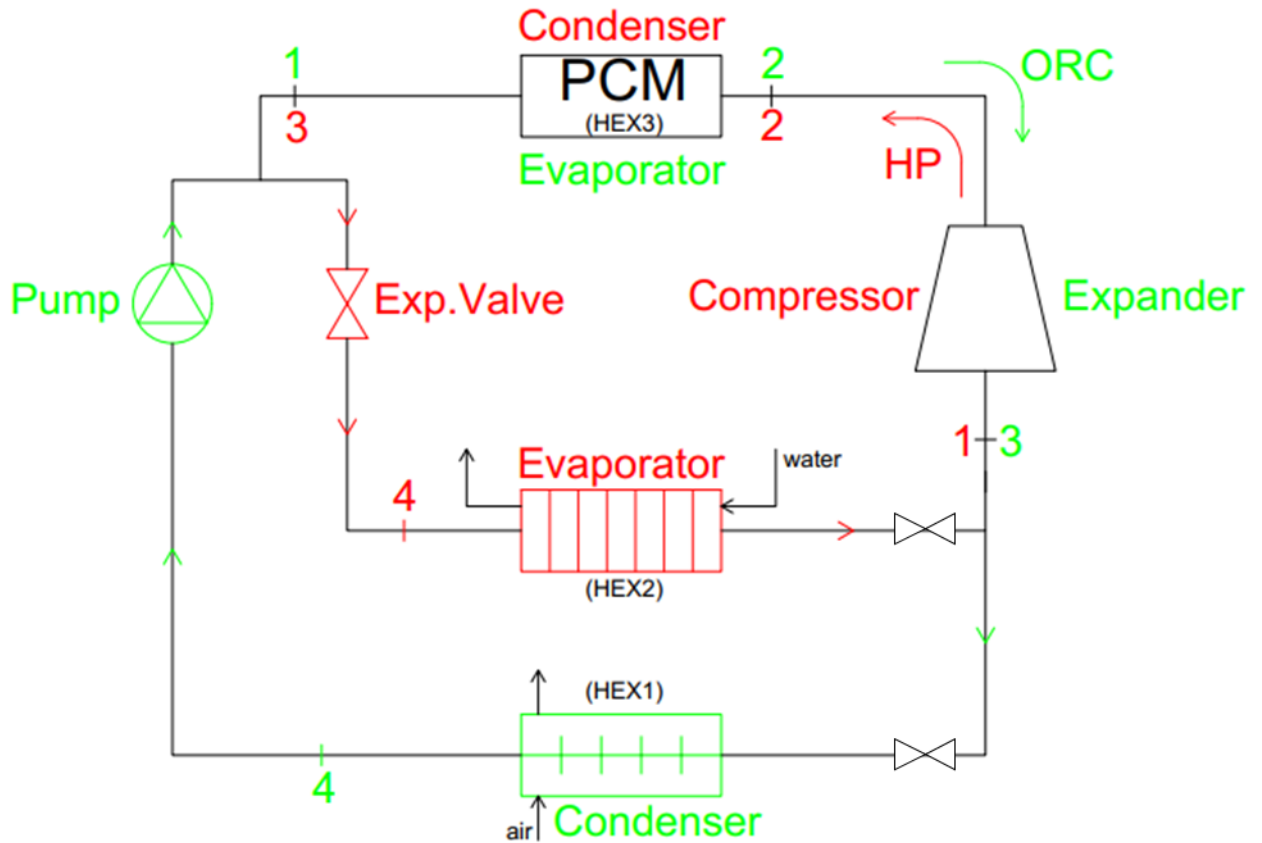 Condenser
1
PCM
2
ORC
(HEX3)
3
2
Evaporator
HP
Pump
Exp.Valve
Compressor
Expander
1
3
Evaporator
water
4
(HEX2)
(HEX1)
4
air
Condenser